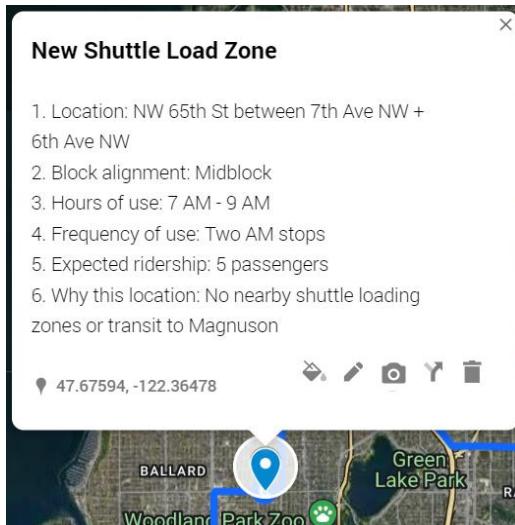 New Shuttle Load Zone
1. Location: NW 65th St between 7th Ave NW +
6th Ave NW
2. Block alignment: Midblock
3. Hours of use: 7 AM - 9 AM
4. Frequency of use: Two AM stops
5. Expected ridership: 5 passengers
6. Why this location: No nearby shuttle loading
zones or transit to Magnuson
47.67594, -122.36478
BALLARD
Green
Lake Park
Woodland Park Zoo